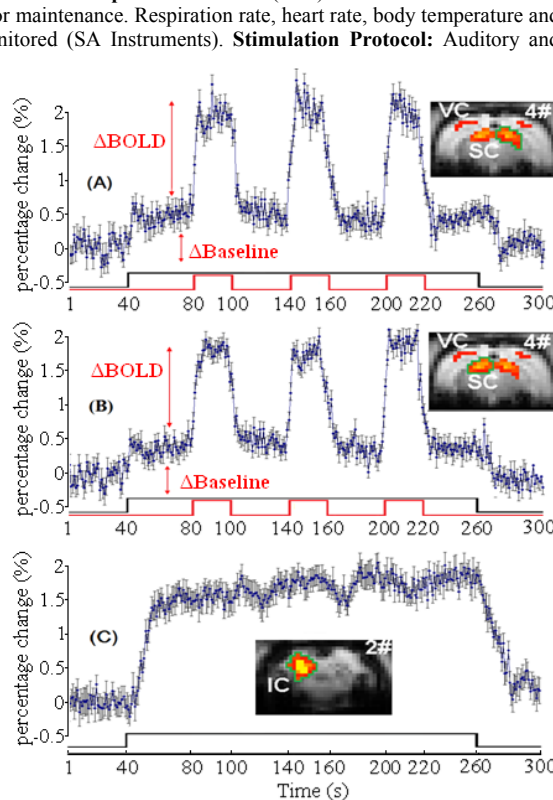 or maintenance. Respiration rate, heart rate, body temperature and
nitored (SA Instruments). Stimulation Protocol: Auditory and
percentage change (%)
2
1.5
1
0.5
0
-0.5
ΔBOLD
(A)
ΔBaseline
VC
4#
SC
1 40 80 100 140 160 200 220 260 300
percentage change (%)
2
1.5
1
0.5
0
-0.5
ΔBOLD
(B)
ΔBaseline
VC
4#
SC
1 40 80 100 140 160 200 220 260 300
percentage change (%)
2
1.5
1
0.5
0
-0.5
(C)
2#
IC
1 40 80 100 140 160 200 220 260 300
Time (s)